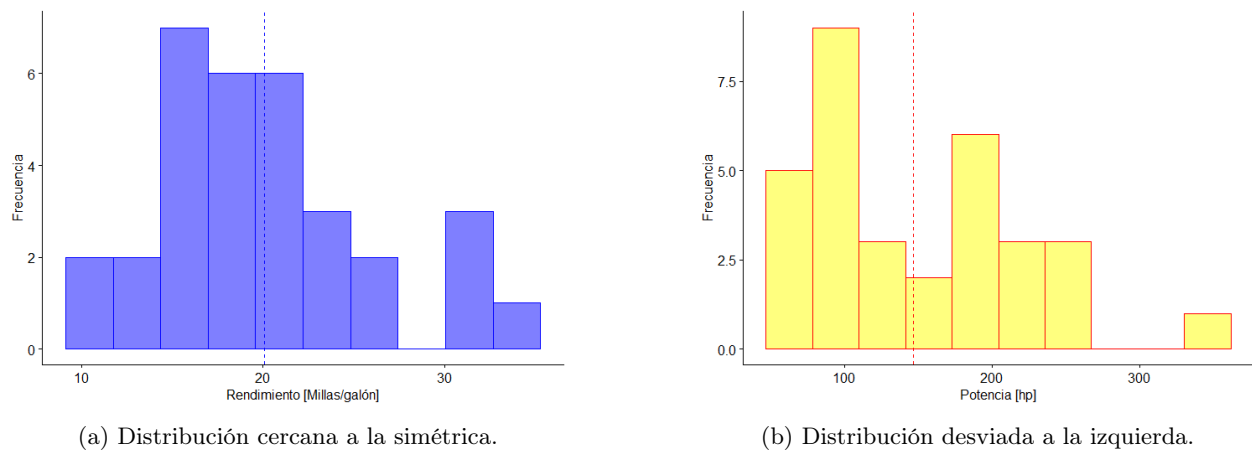 Frecuencia
6
4
2
0
10
20
30
Rendimiento [Millas/galón]
(a) Distribución cercana a la simétrica.
Frecuencia
7.5
5.0
2.5
0.0
100
200
300
Potencia [hp]
(b) Distribución desviada a la izquierda.